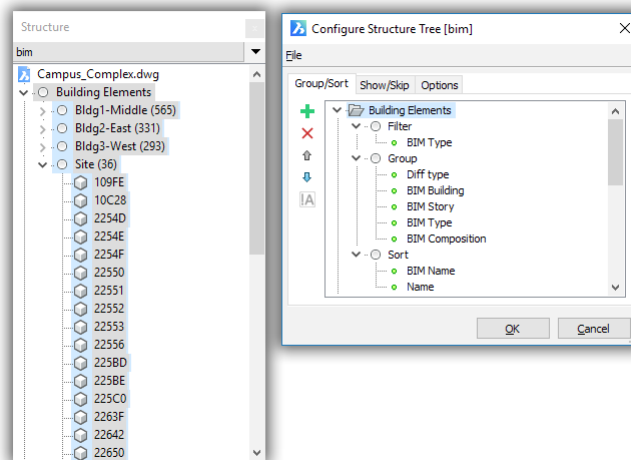 Structure
bim
Campus_Complex.dwg
Building Elements
Bldg1-Middle (565)
Bldg2-East (331)
Bldg3-West (293)
Site (36)
109FE
10C28
2254D
2254E
2254F
22550
22551
22552
22553
22556
225BD
225BE
225C0
2263F
22642
22650
Configure Structure Tree [bim]
File
Group/Sort Show/Skip Options
Building Elements
Filter
BIM Type
Group
Diff type
BIM Building
BIM Story
BIM Type
BIM Composition
Sort
BIM Name
Name
!A
OK Cancel